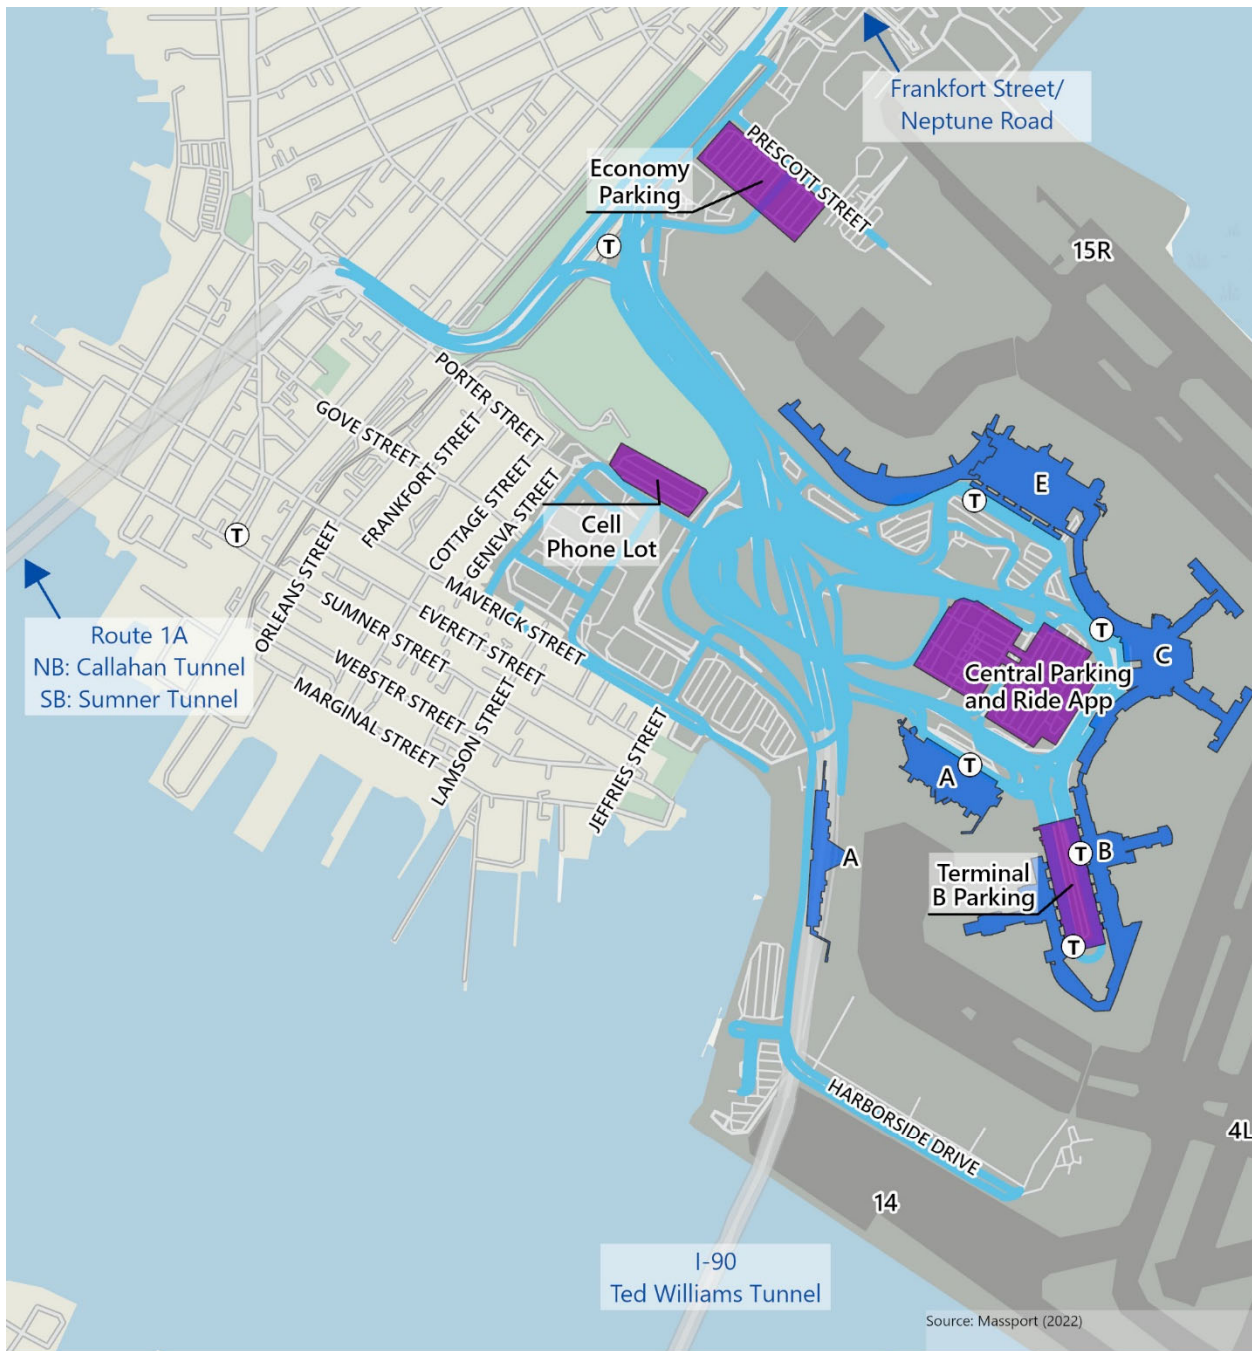 Frankfort Street/
Neptune Road
PRESCOTT STREET
Economy
Parking
T
15R
PORTER STREET
GOVE STREET
FRANKFORT STREET
COTTAGE STREET
GENEVA STREET
E
T
Cell
Phone Lot
T
ORLEANS STREET
MAVERICK STREET
SUMNER STREET
EVERETT STREET
Route 1A
NB: Callahan Tunnel
SB: Sumner Tunnel
T
C
WEBSTER STREET
MARGINAL STREET
LAMSON STREET
JEFFRIES STREET
Central Parking
and Ride App
A
T
A
T
B
Terminal
B Parking
T
HARBORSIDE DRIVE
4L
14
I-90
Ted Williams Tunnel
Source: Massport (2022)